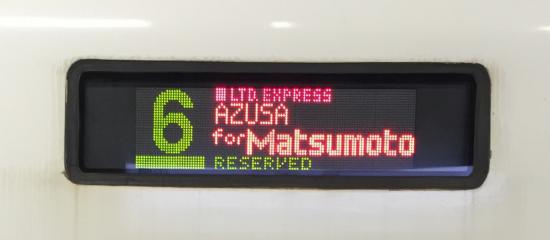 6
LTD. EXPRESS
AZUSA
for Matsumoto
RESERVED